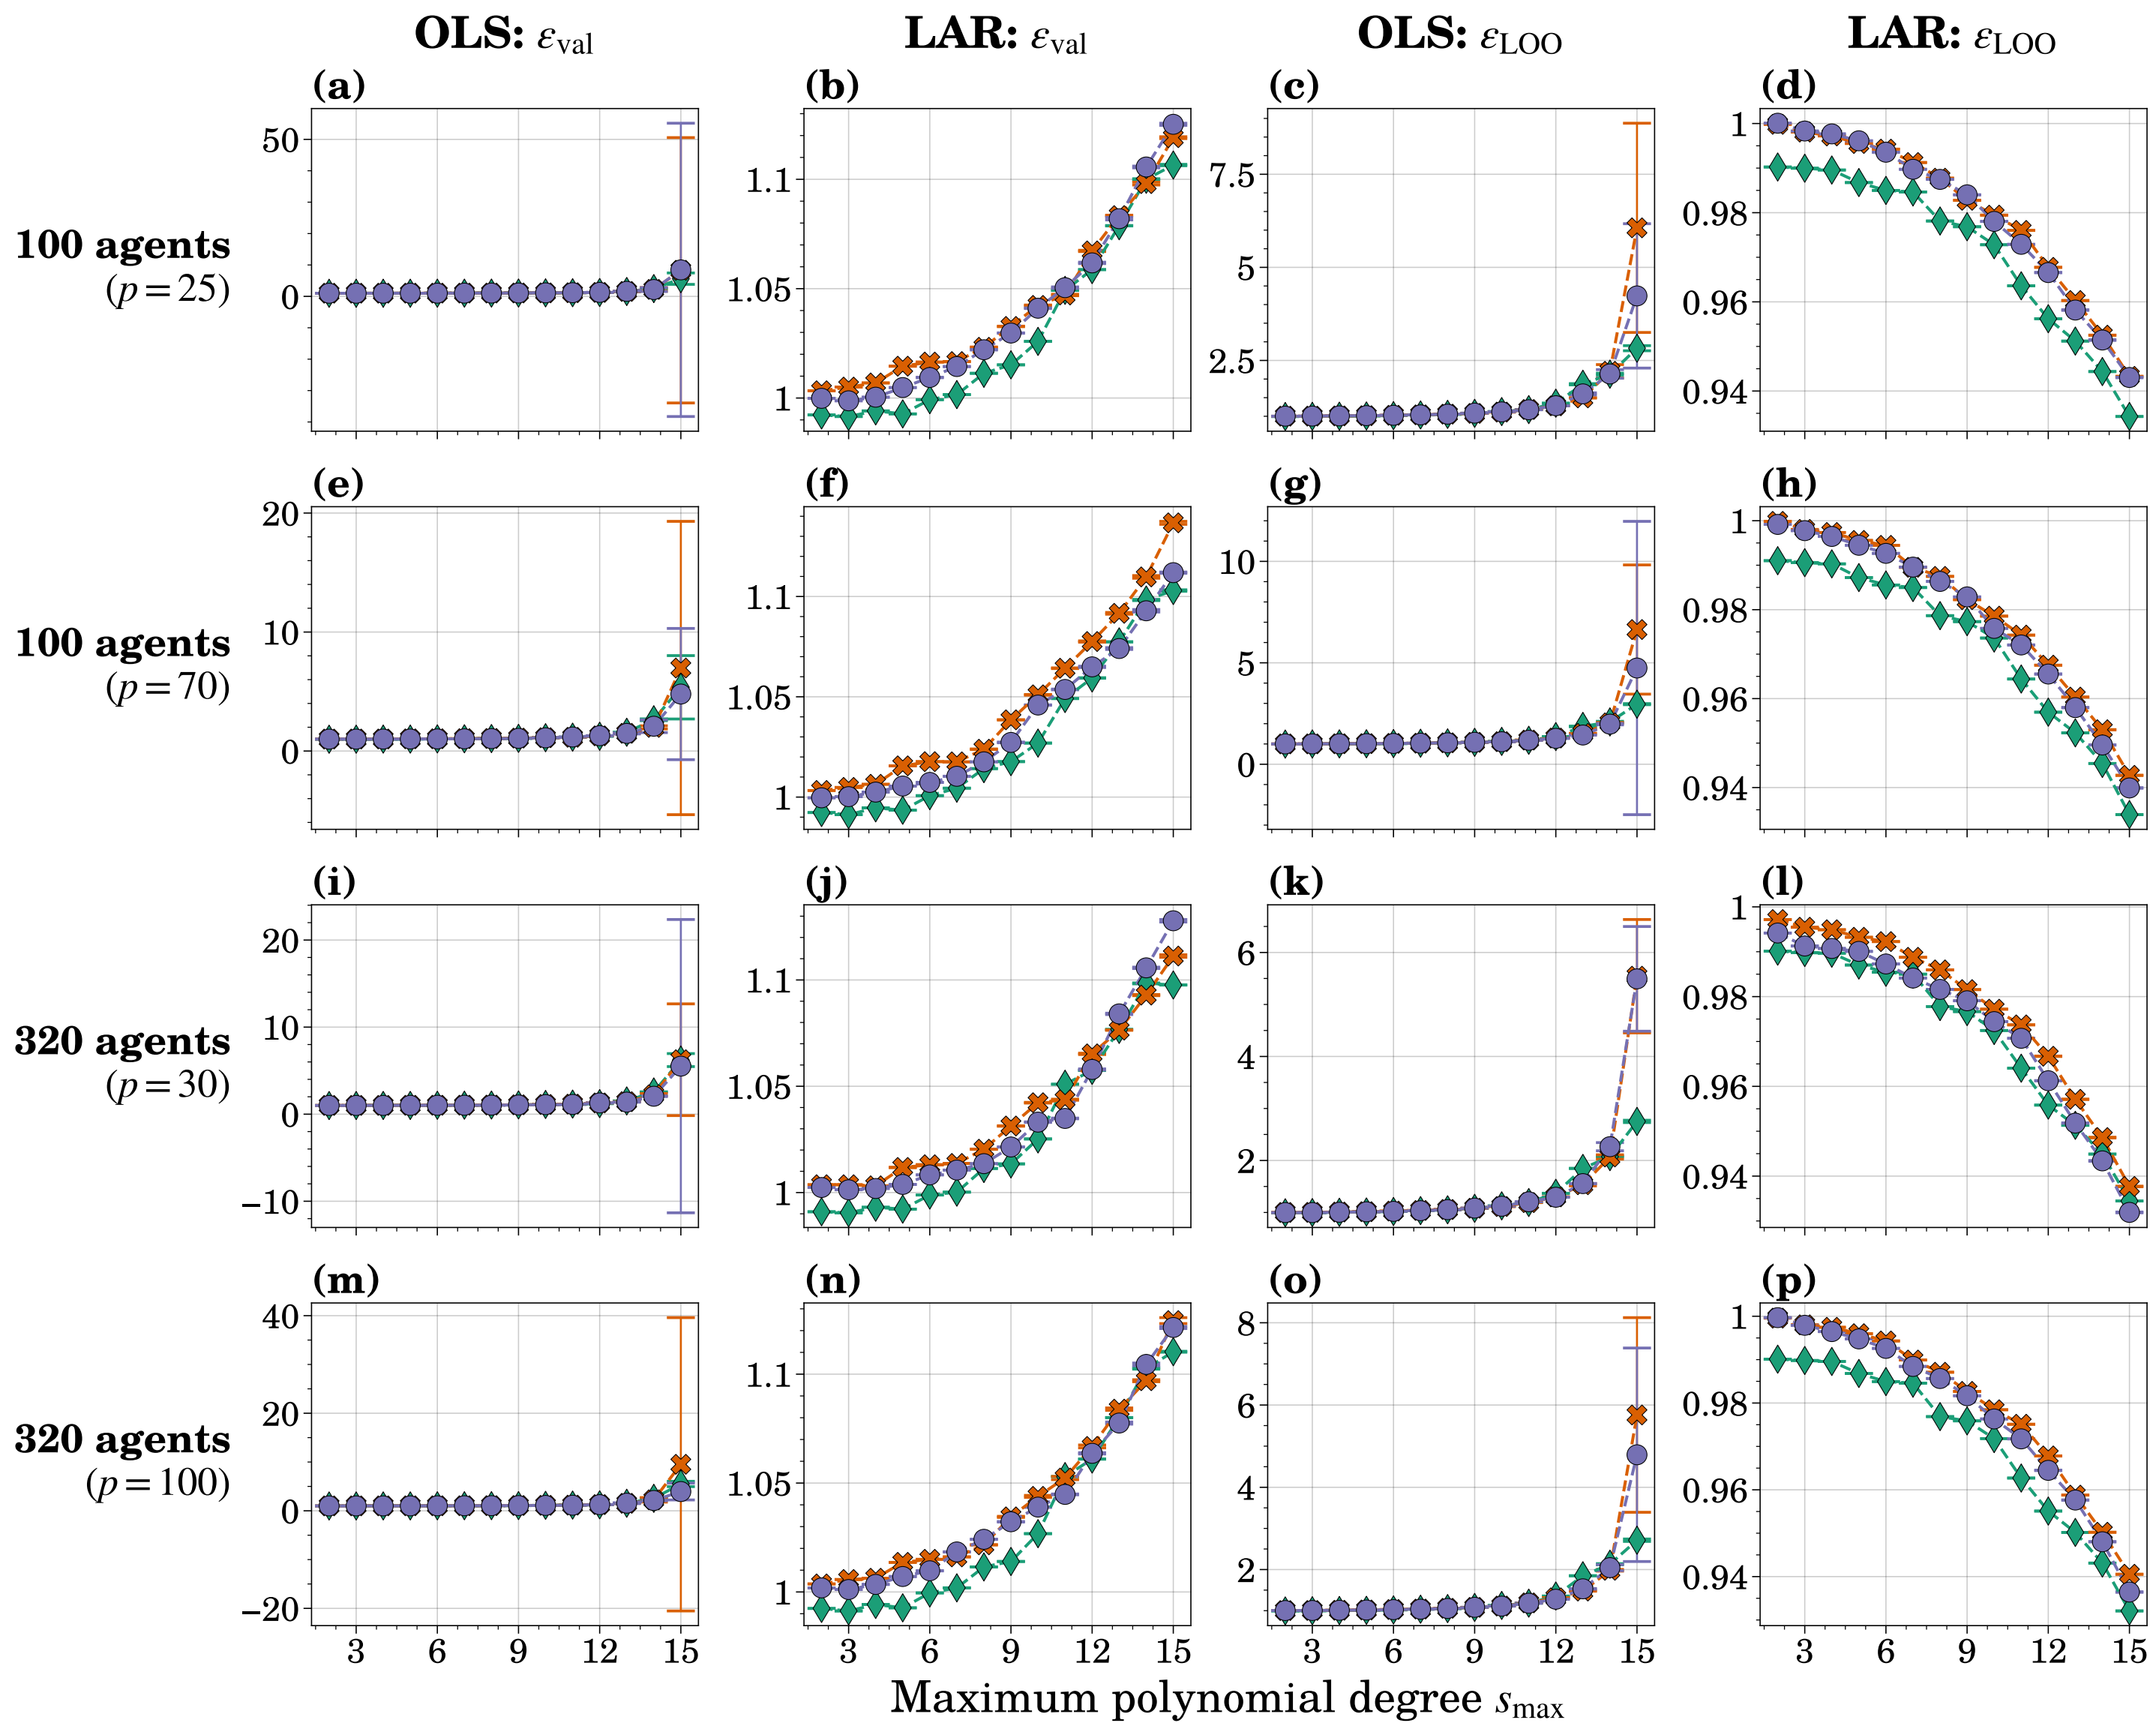 OLS: εval
LAR: εval
OLS: εLOO
LAR: εLOO
(a)
(b)
(c)
(d)
100 agents
(p = 25)
50
0
1.1
1.05
1
7.5
5
2.5
1
0.98
0.96
0.94
(e)
(f)
(g)
(h)
100 agents
(p = 70)
20
10
0
1.1
1.05
1
10
5
0
1
0.98
0.96
0.94
(i)
(j)
(k)
(l)
320 agents
(p = 30)
20
10
0
−10
1.1
1.05
1
6
4
2
1
0.98
0.96
0.94
(m)
(n)
(o)
(p)
320 agents
(p = 100)
40
20
0
−20
1.1
1.05
1
8
6
4
2
1
0.98
0.96
0.94
3 6 9 12 15
3 6 9 12 15
3 6 9 12 15
3 6 9 12 15
Maximum polynomial degree smax